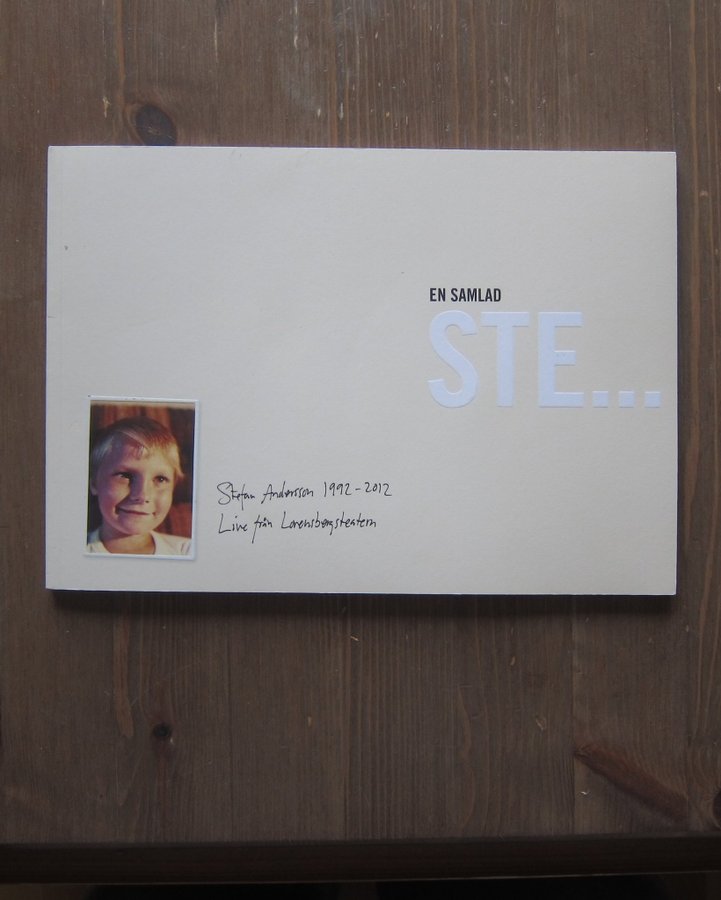 EN SAMLAD
STE...
Stefan Andersson 1992-2012
Live från Lorensbergsteatern